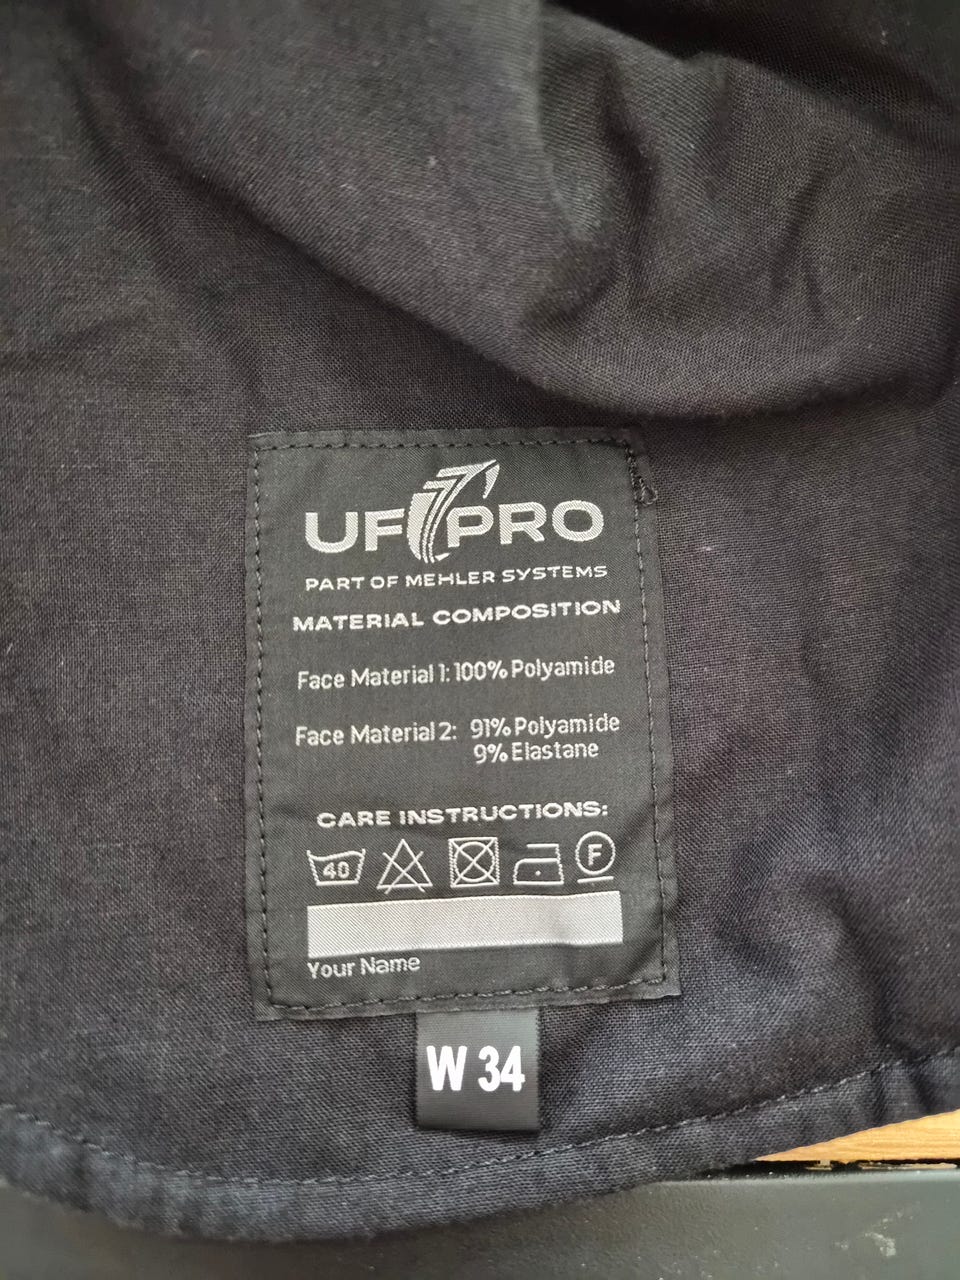 UF PRO
PART OF MEHLER SYSTEMS
MATERIAL COMPOSITION
Face Material 1: 100% Polyamide
Face Material 2: 91% Polyamide
9% Elastane
CARE INSTRUCTIONS:
40 F
Your Name
W 34